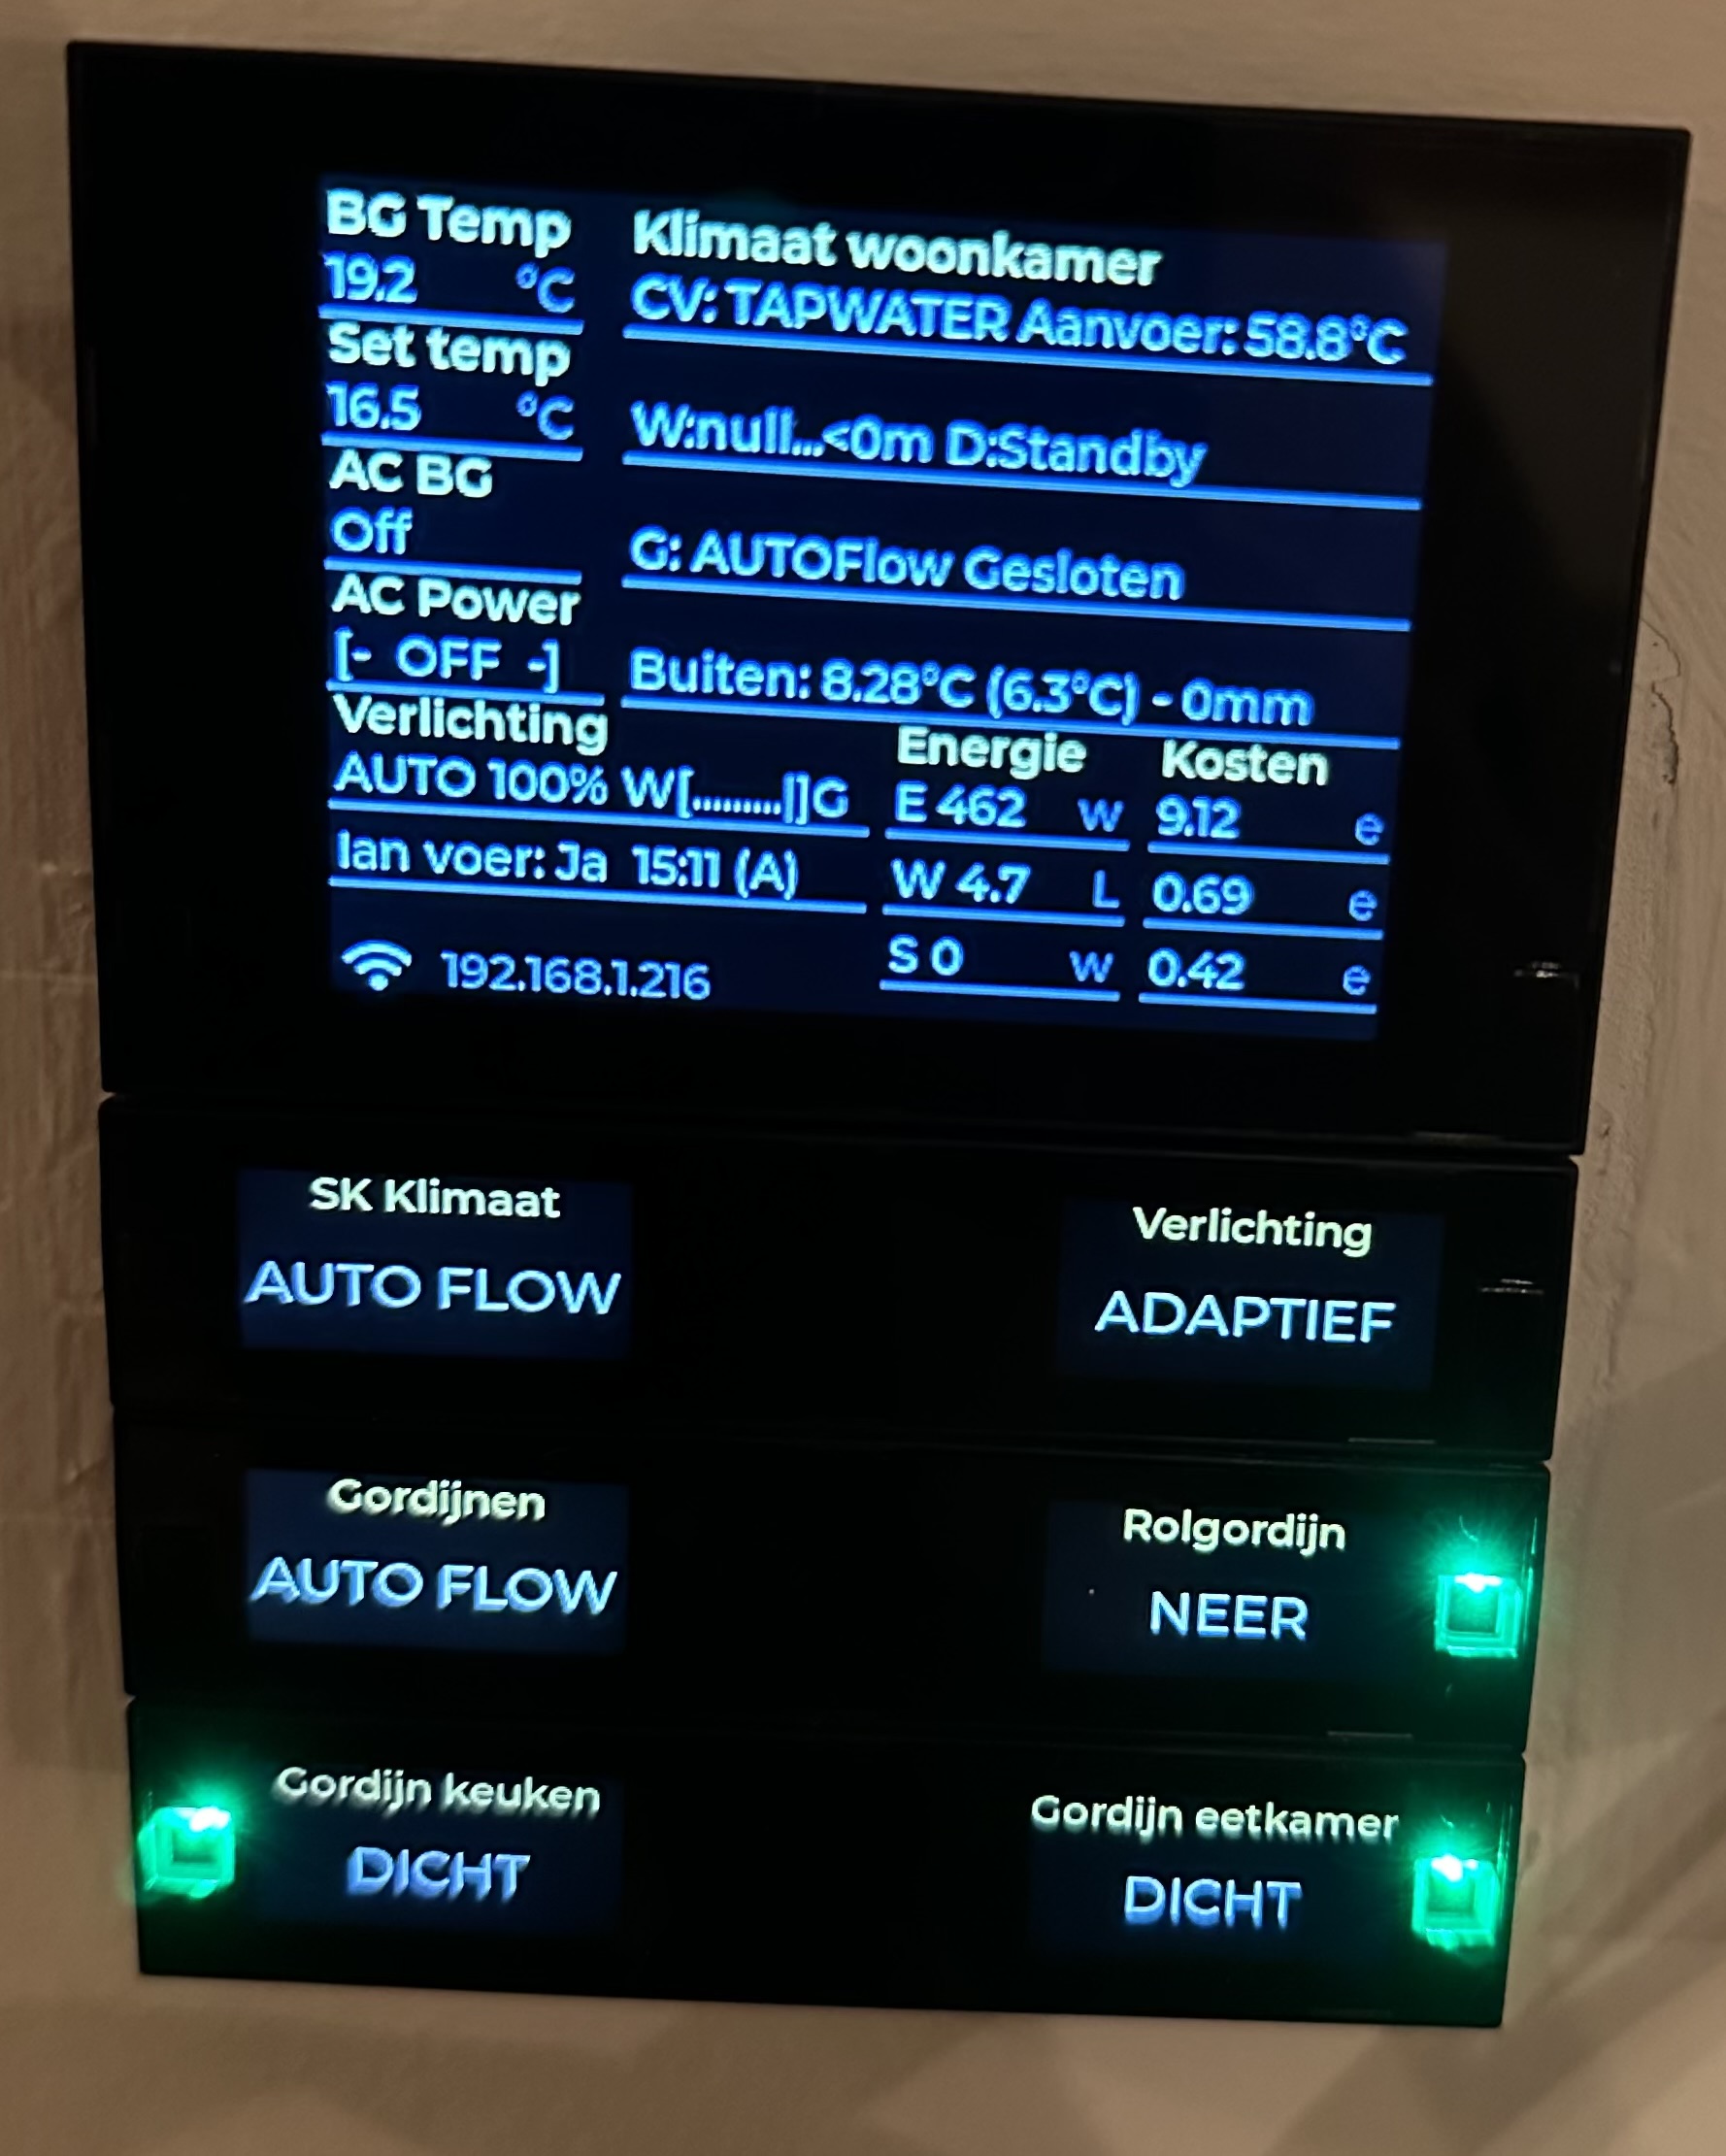 BG Temp
19.2 °C
Set temp
16.5 °C
AC BG
Off
AC Power
[- OFF -]
Klimaat woonkamer
CV: TAPWATER Aanvoer: 58.8°C
W:null...<0m D:Standby
G: AUTOFlow Gesloten
Buiten: 8.28°C (6.3°C) - 0mm
Verlichting
AUTO 100% W[.........|]G
Ian voer: Ja 15:11 (A)
192.168.1.216
Energie Kosten
E 462 w 9.12 e
W 4.7 L 0.69 e
S 0 w 0.42 e
SK Klimaat
AUTO FLOW
Verlichting
ADAPTIEF
Gordijnen
AUTO FLOW
Rolgordijn
NEER
Gordijn keuken
DICHT
Gordijn eetkamer
DICHT